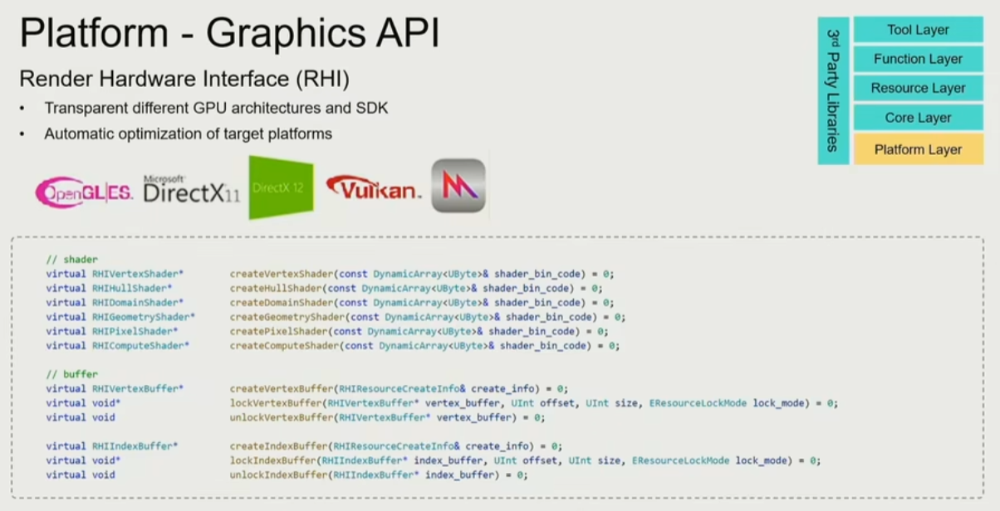 Platform - Graphics API
Render Hardware Interface (RHI)
• Transparent different GPU architectures and SDK
• Automatic optimization of target platforms
3rd Party Libraries
Tool Layer
Function Layer
Resource Layer
Core Layer
Platform Layer
OpenGL|ES.
Microsoft
DirectX11
DirectX 12
Vulkan™
// shader
virtual RHIVertexShader* createVertexShader(const DynamicArray<UByte>& shader_bin_code) = 0;
virtual RHIHullShader* createHullShader(const DynamicArray<UByte>& shader_bin_code) = 0;
virtual RHIDomainShader* createDomainShader(const DynamicArray<UByte>& shader_bin_code) = 0;
virtual RHIGeometryShader* createGeometryShader(const DynamicArray<UByte>& shader_bin_code) = 0;
virtual RHIPixelShader* createPixelShader(const DynamicArray<UByte>& shader_bin_code) = 0;
virtual RHIComputeShader* createComputeShader(const DynamicArray<UByte>& shader_bin_code) = 0;
// buffer
virtual RHIVertexBuffer* createVertexBuffer(RHIResourceCreateInfo& create_info) = 0;
virtual void* lockVertexBuffer(RHIVertexBuffer* vertex_buffer, UInt offset, UInt size, EResourceLockMode lock_mode) = 0;
virtual void unlockVertexBuffer(RHIVertexBuffer* vertex_buffer) = 0;
virtual RHIIndexBuffer* createIndexBuffer(RHIResourceCreateInfo& create_info) = 0;
virtual void* lockIndexBuffer(RHIIndexBuffer* index_buffer, UInt offset, UInt size, EResourceLockMode lock_mode) = 0;
virtual void unlockIndexBuffer(RHIIndexBuffer* index_buffer) = 0;